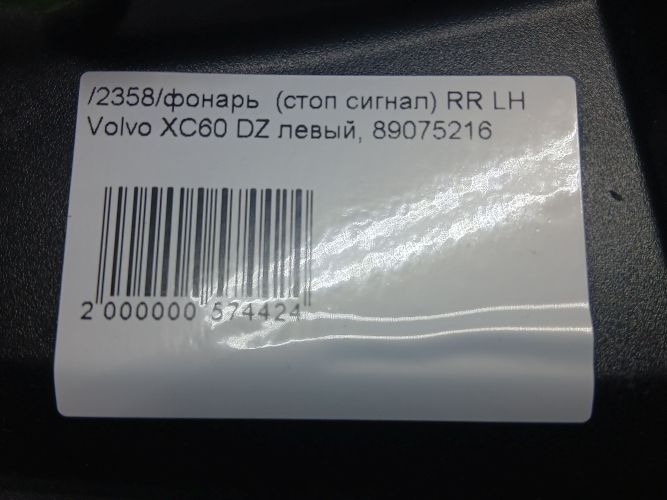 /2358/фонарь (стоп сигнал) RR LH
Volvo XC60 DZ левый, 89075216
2 000000 574424